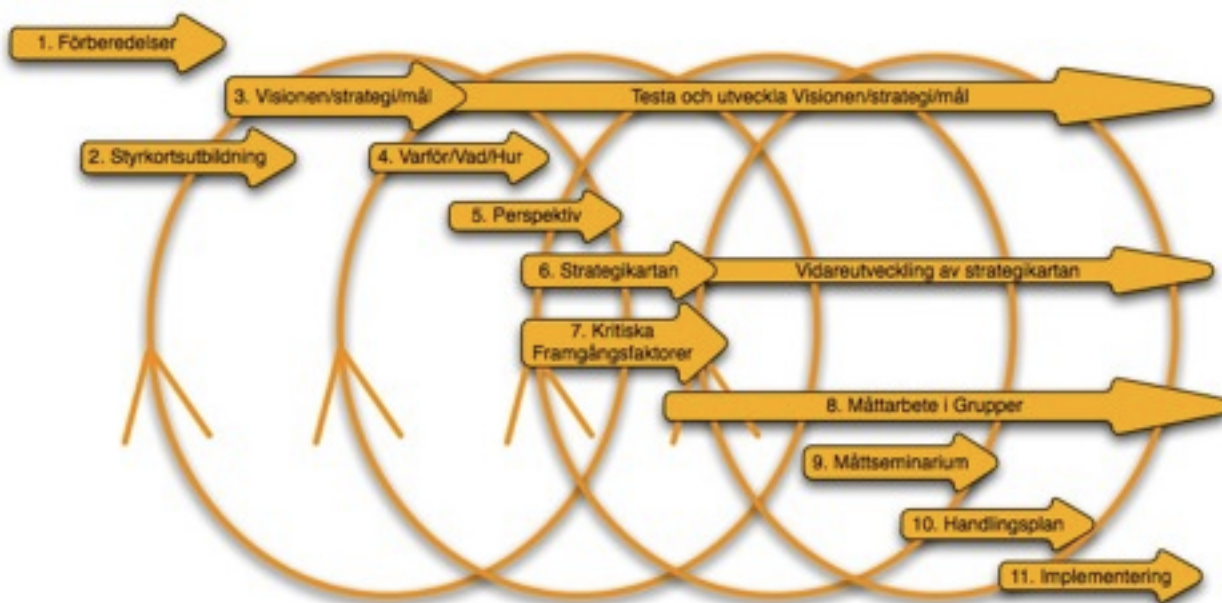 1. Förberedelser
3. Visionen/strategi/mål
Testa och utveckla Visionen/strategi/mål
2. Styrkortsutbildning
4. Varför/Vad/Hur
5. Perspektiv
6. Strategikartan
Vidareutveckling av strategikartan
7. Kritiska
Framgångsfaktorer
8. Måttarbete i Grupper
9. Måttseminarium
10. Handlingsplan
11. Implementering